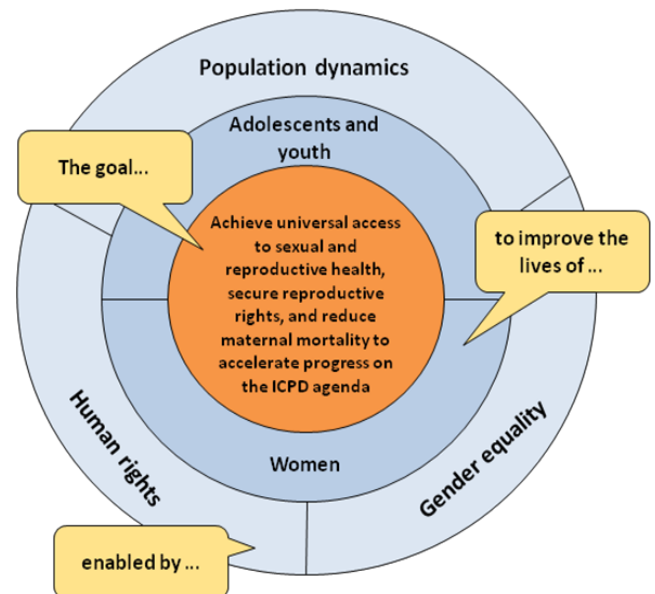 Population dynamics
Adolescents and
youth
The goal...
Achieve universal access
to sexual and
reproductive health,
secure reproductive
rights, and reduce
maternal mortality to
accelerate progress on
the ICPD agenda
to improve the
lives of ...
Women
Human rights
Gender equality
enabled by ...